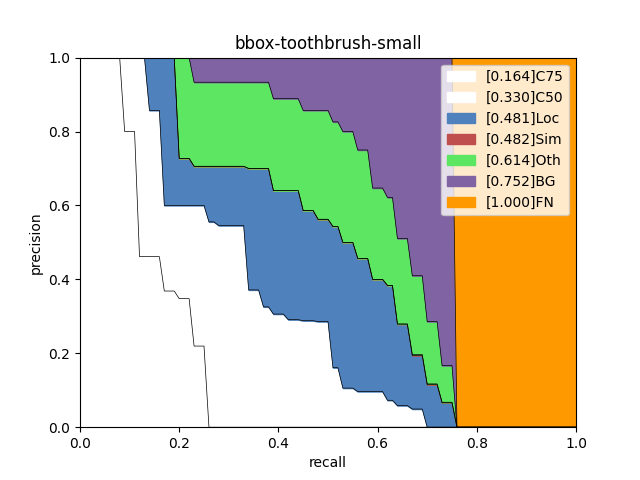 bbox-toothbrush-small
1.0
0.8
0.6
0.4
0.2
0.0
precision
[0.164]C75
[0.330]C50
[0.481]Loc
[0.482]Sim
[0.614]Oth
[0.752]BG
[1.000]FN
0.0 0.2 0.4 0.6 0.8 1.0
recall